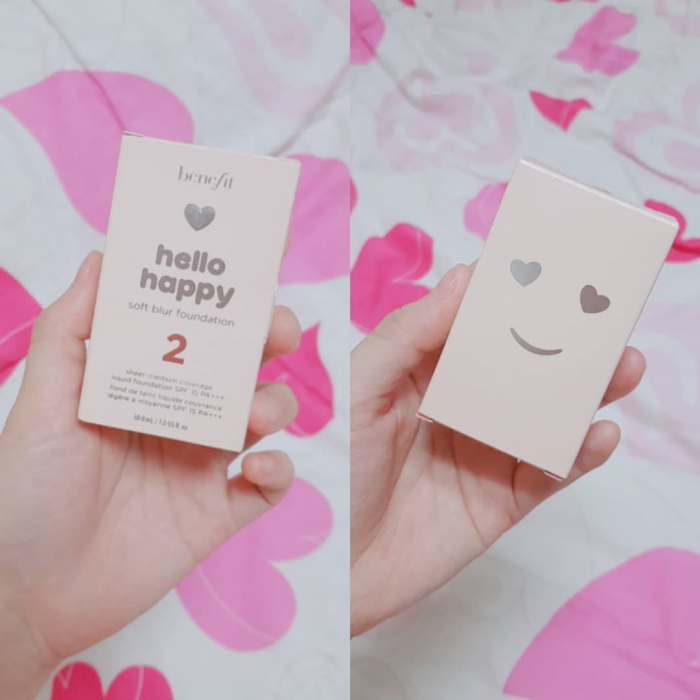 benefit
hello
happy
soft blur foundation
2
sheer-medium coverage
liquid foundation SPF 15 PA+++
fond de teint liquide couvrance
légère à moyenne SPF 15 PA+++
30.0 mL / 1.0 US fl oz